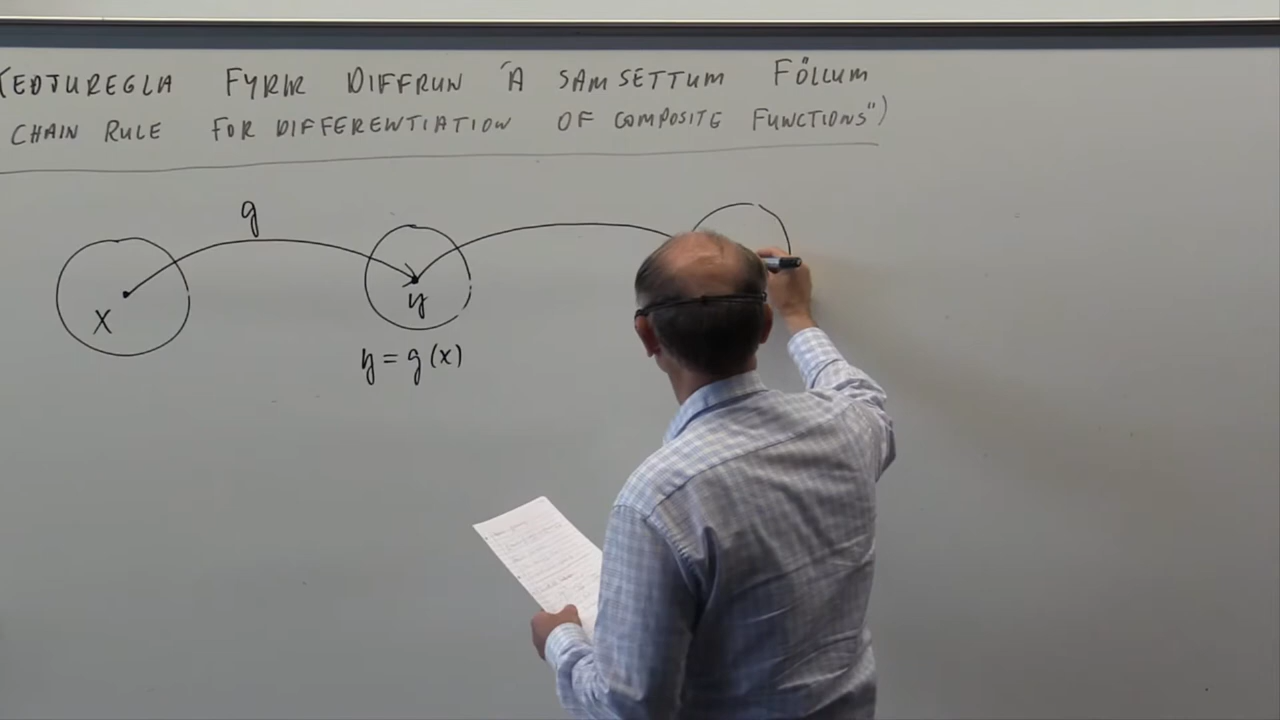 KEÐJUREGLA FYRIR DIFFRUN Á SAMSETTUM FÖLLUM
CHAIN RULE FOR DIFFERENTIATION OF COMPOSITE FUNCTIONS")
g
x
y
y = g(x)